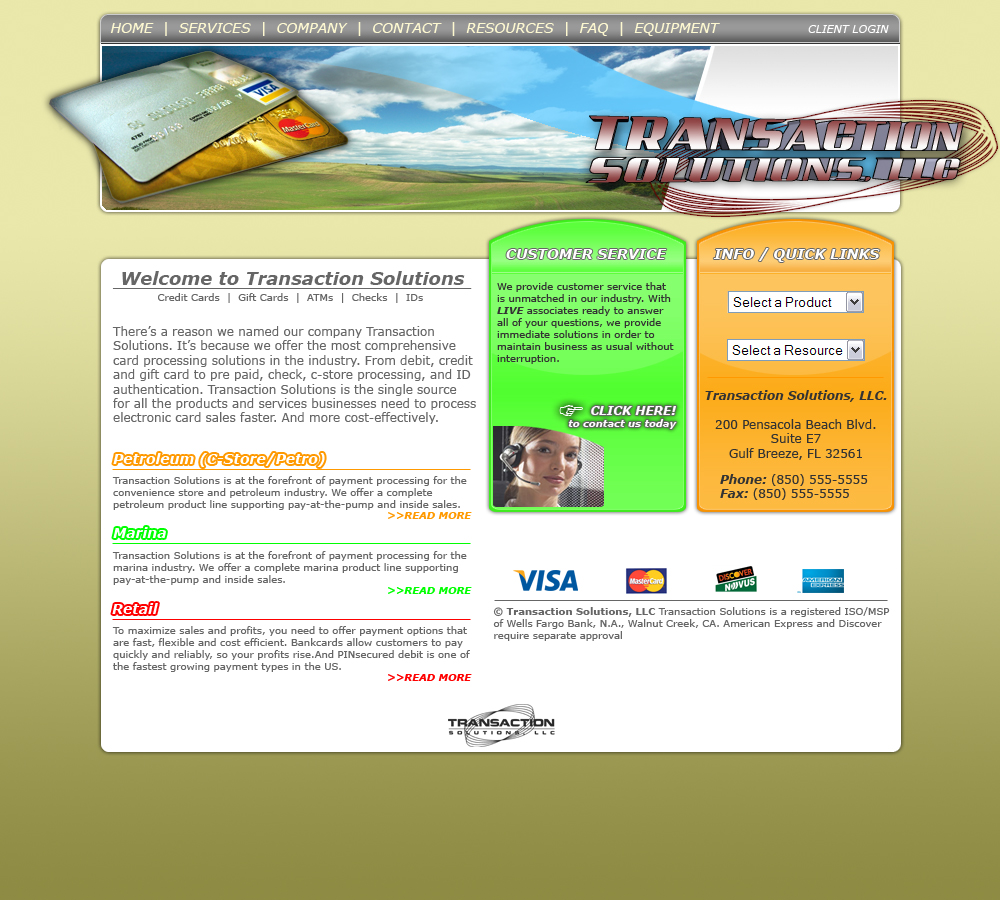 HOME | SERVICES | COMPANY | CONTACT | RESOURCES | FAQ | EQUIPMENT
CLIENT LOGIN
VISA
MasterCard
4787
TRANSACTION
SOLUTIONS, LLC
Welcome to Transaction Solutions
Credit Cards | Gift Cards | ATMs | Checks | IDs
There's a reason we named our company Transaction
Solutions. It's because we offer the most comprehensive
card processing solutions in the industry. From debit, credit
and gift card to pre paid, check, c-store processing, and ID
authentication. Transaction Solutions is the single source
for all the products and services businesses need to process
electronic card sales faster. And more cost-effectively.
Petroleum (C-Store/Petro)
Transaction Solutions is at the forefront of payment processing for the
convenience store and petroleum industry. We offer a complete
petroleum product line supporting pay-at-the-pump and inside sales.
>>READ MORE
Marina
Transaction Solutions is at the forefront of payment processing for the
marina industry. We offer a complete marina product line supporting
pay-at-the-pump and inside sales.
>>READ MORE
Retail
To maximize sales and profits, you need to offer payment options that
are fast, flexible and cost efficient. Bankcards allow customers to pay
quickly and reliably, so your profits rise.And PINsecured debit is one of
the fastest growing payment types in the US.
>>READ MORE
CUSTOMER SERVICE
We provide customer service that
is unmatched in our industry. With
LIVE associates ready to answer
all of your questions, we provide
immediate solutions in order to
maintain business as usual without
interruption.
CLICK HERE!
to contact us today
INFO / QUICK LINKS
Select a Product
Select a Resource
Transaction Solutions, LLC.
200 Pensacola Beach Blvd.
Suite E7
Gulf Breeze, FL 32561
Phone: (850) 555-5555
Fax: (850) 555-5555
VISA
MasterCard
DISCOVER
NOVUS
AMERICAN
EXPRESS
© Transaction Solutions, LLC Transaction Solutions is a registered ISO/MSP
of Wells Fargo Bank, N.A., Walnut Creek, CA. American Express and Discover
require separate approval
TRANSACTION
SOLUTIONS, LLC